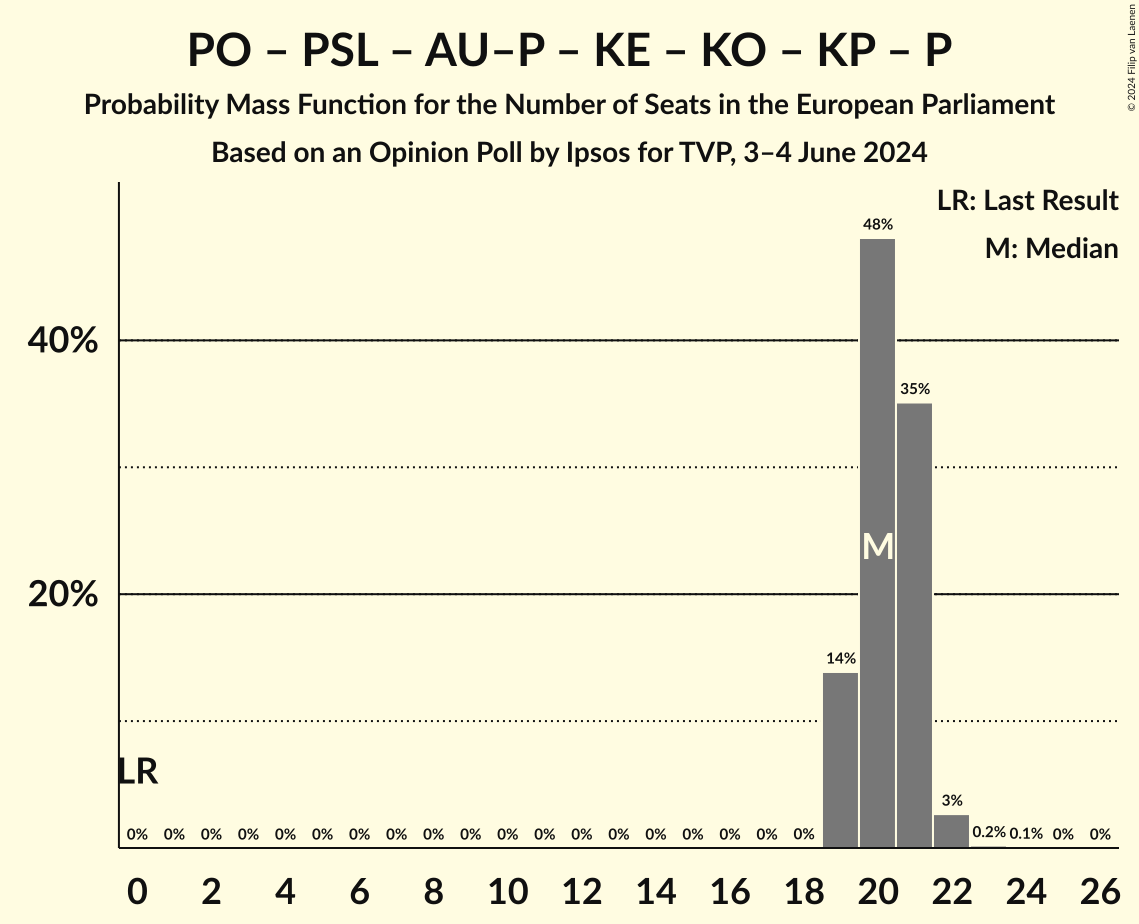 PO – PSL – AU–P – KE – KO – KP – P
Probability Mass Function for the Number of Seats in the European Parliament
Based on an Opinion Poll by Ipsos for TVP, 3–4 June 2024
© 2024 Filip van Laenen
LR: Last Result
M: Median
48%
40%
35%
M
20%
14%
LR
3%
0% 0% 0% 0% 0% 0% 0% 0% 0% 0% 0% 0% 0% 0% 0% 0% 0% 0% 0% 0.2% 0.1% 0% 0%
0 2 4 6 8 10 12 14 16 18 20 22 24 26